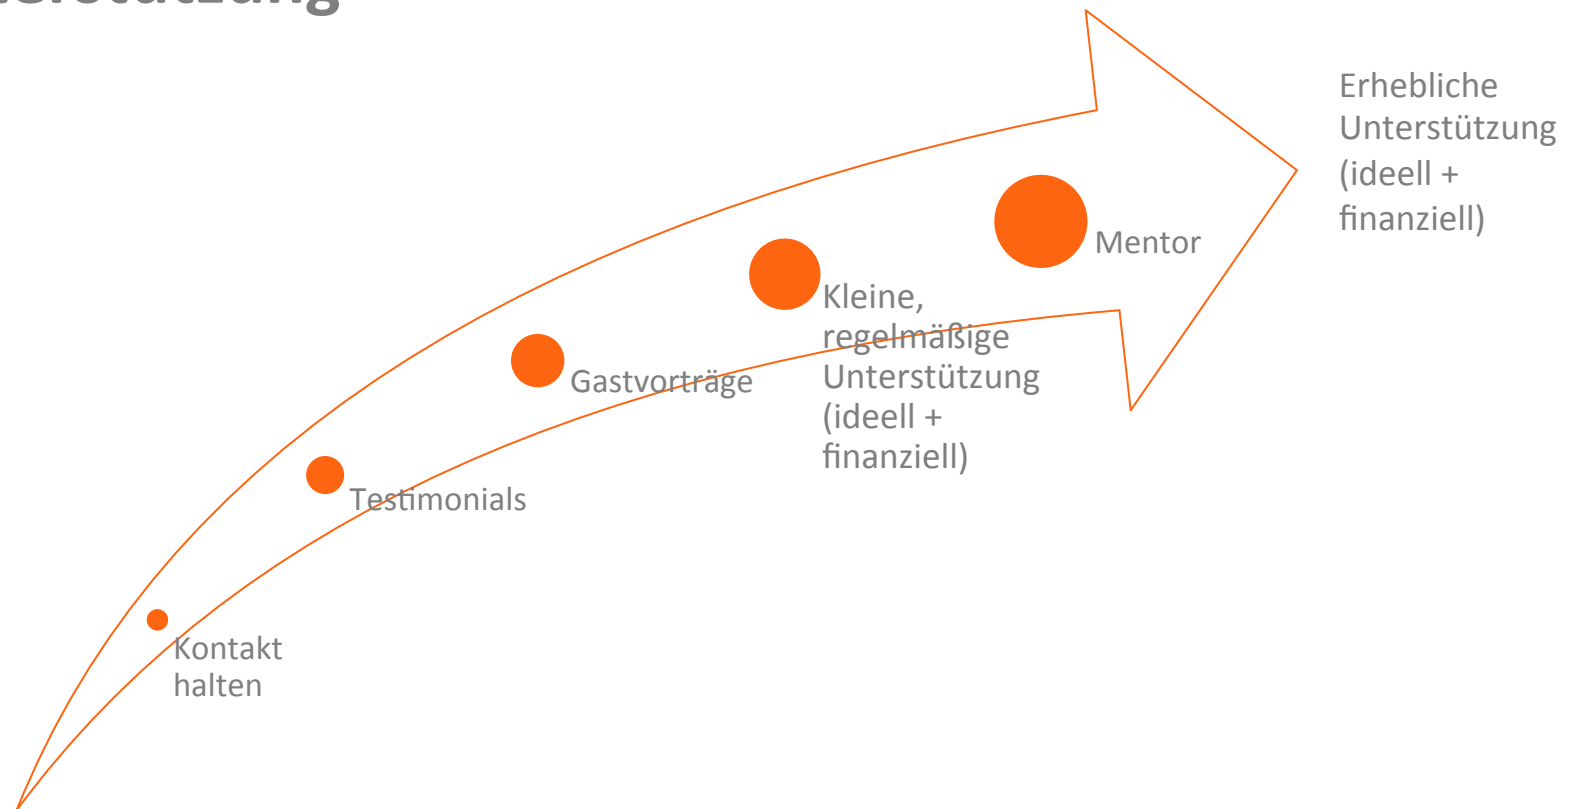 Erhebliche
Unterstützung
(ideell +
finanziell)
Mentor
Kleine,
regelmäßige
Unterstützung
(ideell +
finanziell)
Gastvorträge
Testimonials
Kontakt
halten